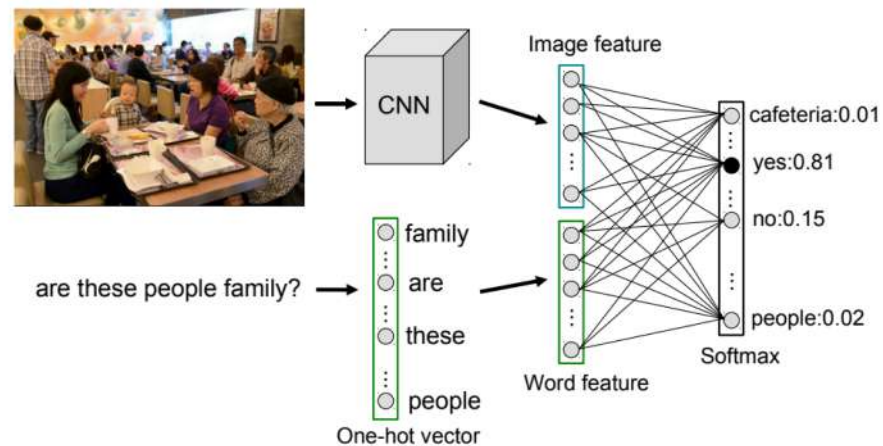 CNN
Image feature
cafeteria:0.01
yes:0.81
no:0.15
people:0.02
Softmax
are these people family?
family
are
these
people
One-hot vector
Word feature